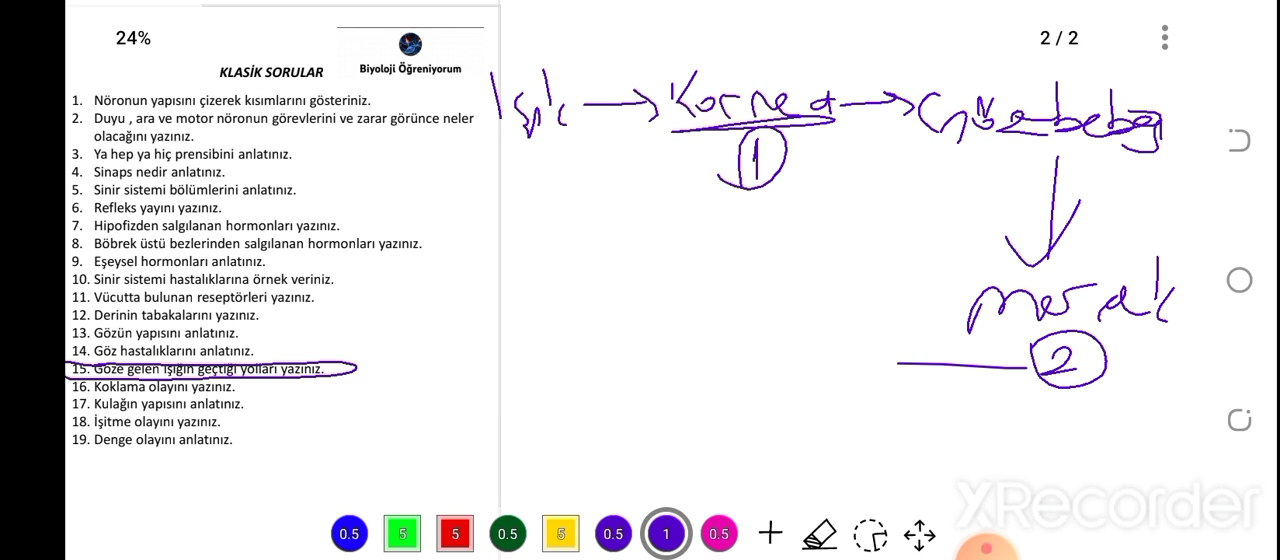 24%
2 / 2
KLASİK SORULAR
Biyoloji Öğreniyorum
1. Nöronun yapısını çizerek kısımlarını gösteriniz.
2. Duyu , ara ve motor nöronun görevlerini ve zarar görünce neler
olacağını yazınız.
3. Ya hep ya hiç prensibini anlatınız.
4. Sinaps nedir anlatınız.
5. Sinir sistemi bölümlerini anlatınız.
6. Refleks yayını yazınız.
7. Hipofizden salgılanan hormonları yazınız.
8. Böbrek üstü bezlerinden salgılanan hormonları yazınız.
9. Eşeysel hormonları anlatınız.
10. Sinir sistemi hastalıklarına örnek veriniz.
11. Vücutta bulunan reseptörleri yazınız.
12. Derinin tabakalarını yazınız.
13. Gözün yapısını anlatınız.
14. Göz hastalıklarını anlatınız.
15. Göze gelen ışığın geçtiği yolları yazınız.
16. Koklama olayını yazınız.
17. Kulağın yapısını anlatınız.
18. İşitme olayını yazınız.
19. Denge olayını anlatınız.
Işık → Kornea → Gözbebeğ
1
↓
mercek
2
0.5 5 5 0.5 5 0.5 1 0.5
XRecorder